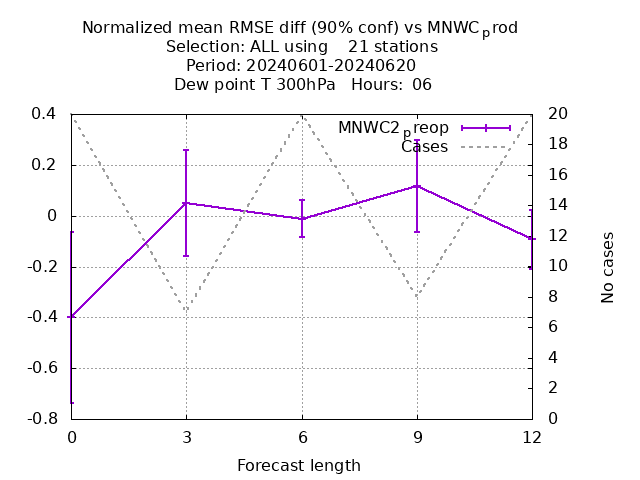 Normalized mean RMSE diff (90% conf) vs MNWC_prod
Selection: ALL using    21 stations
Period: 20240601-20240620
Dew point T 300hPa   Hours: 06
MNWC2_preop
Cases
0.4
0.2
0
-0.2
-0.4
-0.6
-0.8
20
18
16
14
12
10
8
6
4
2
0
No cases
0 3 6 9 12
Forecast length